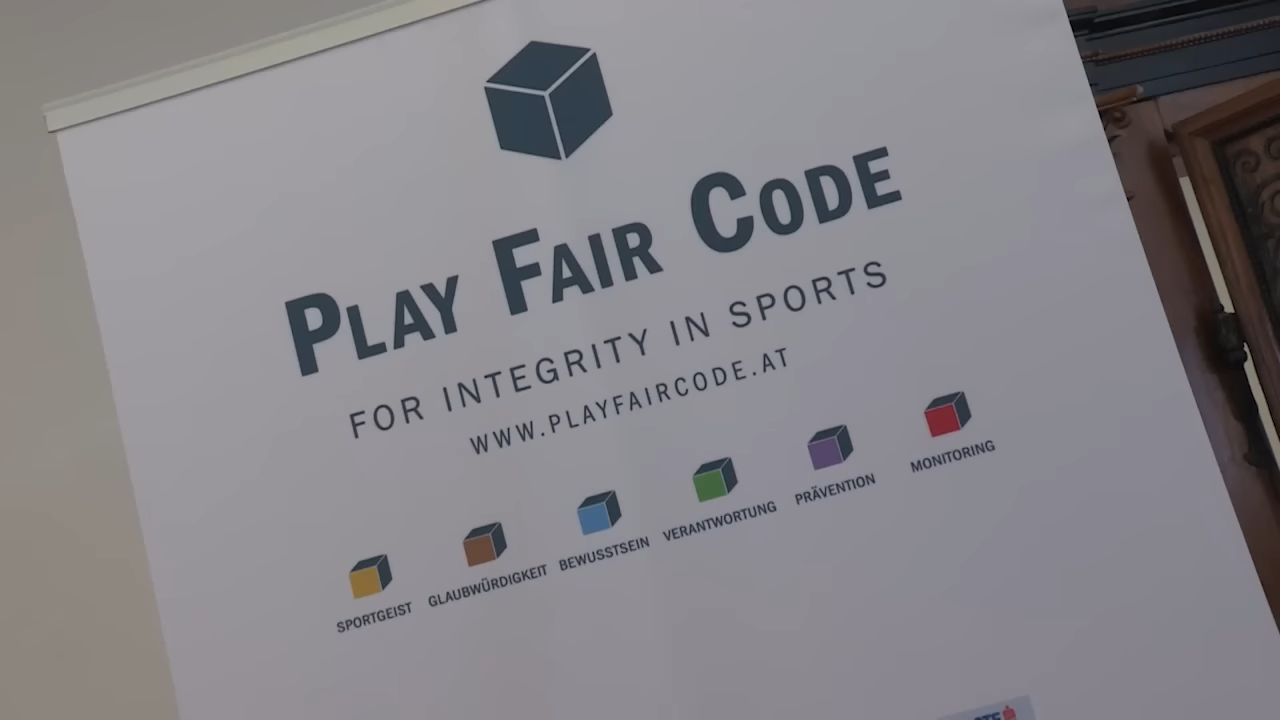 PLAY FAIR CODE
FOR INTEGRITY IN SPORTS
WWW.PLAYFAIRCODE.AT
SPORTGEIST GLAUBWÜRDIGKEIT BEWUSSTSEIN VERANTWORTUNG PRÄVENTION MONITORING